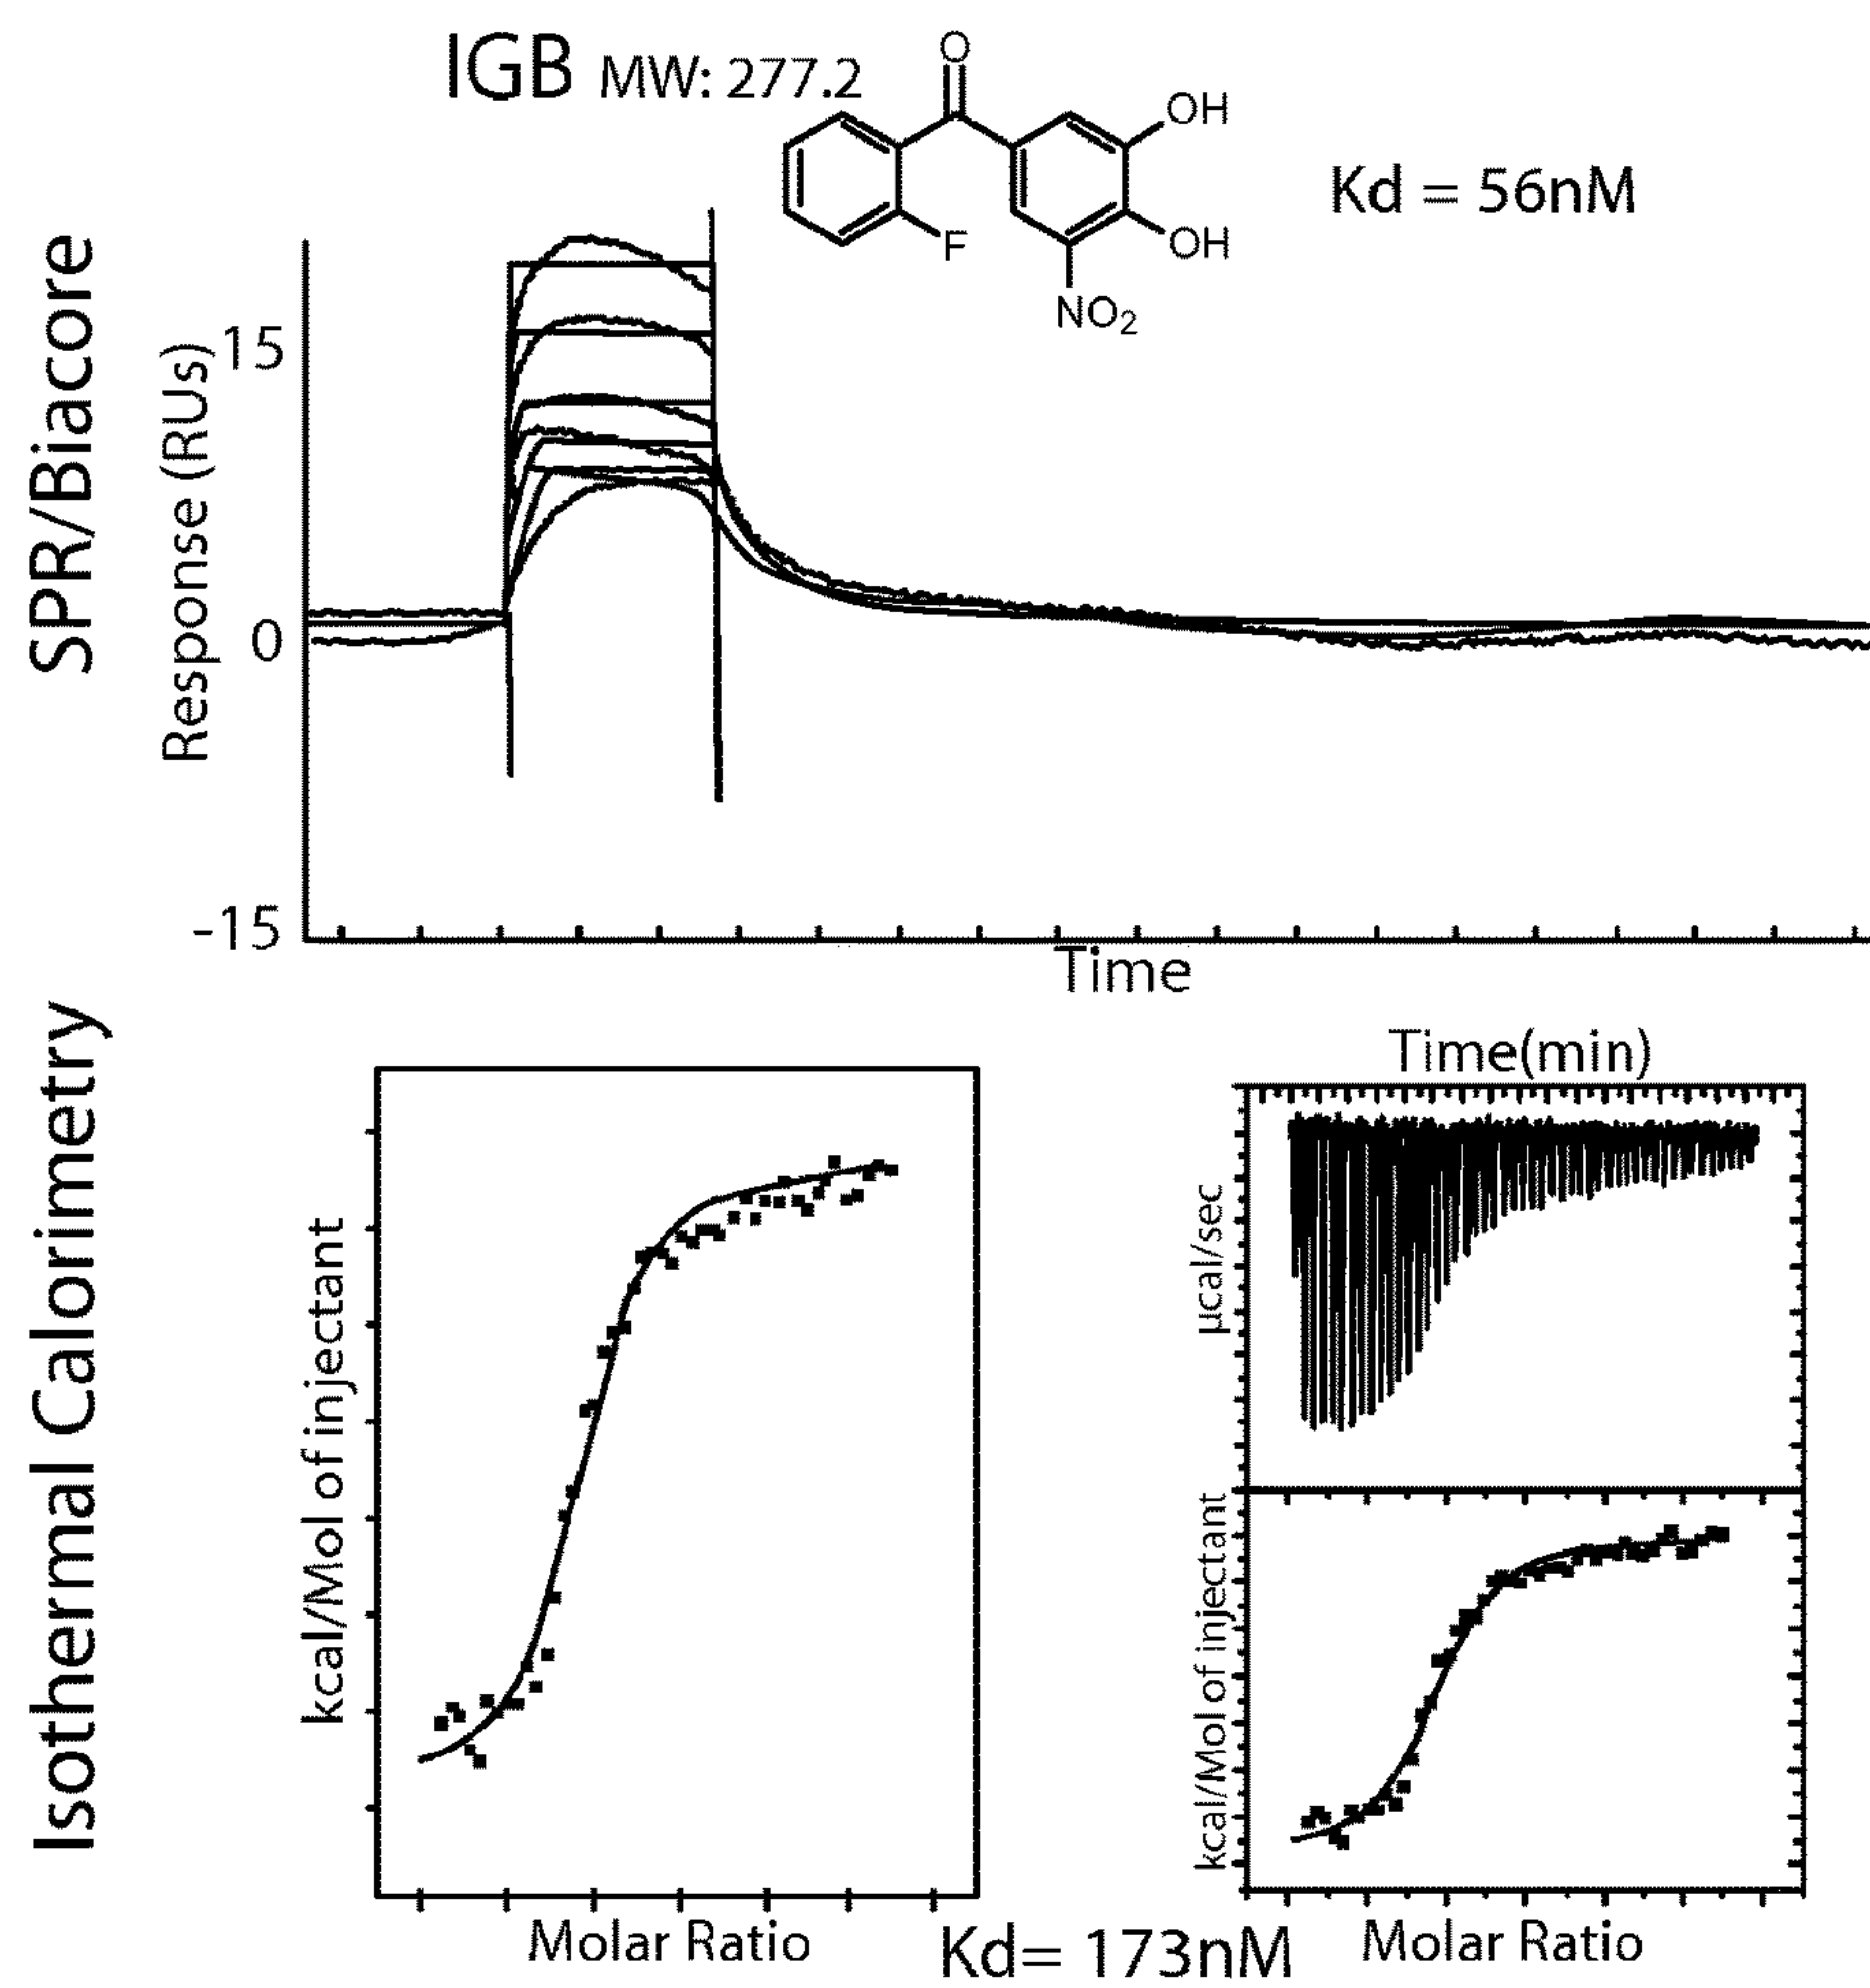 IGB MW: 277.2
O
OH
Kd = 56nM
F
OH
NO₂
SPR/Biacore
Response (RUs)
15
0
-15
Time
Isothermal Calorimetry
kcal/Mol of injectant
Molar Ratio
Kd= 173nM
Time(min)
µcal/sec
kcal/Mol of injectant
Molar Ratio